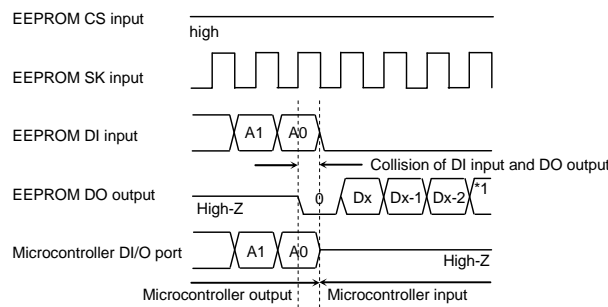 EEPROM CS input
high
EEPROM SK input
EEPROM DI input
A1 A0
Collision of DI input and DO output
EEPROM DO output
High-Z
0 Dx Dx-1 Dx-2 *1
Microcontroller DI/O port
A1 A0
High-Z
Microcontroller output Microcontroller input